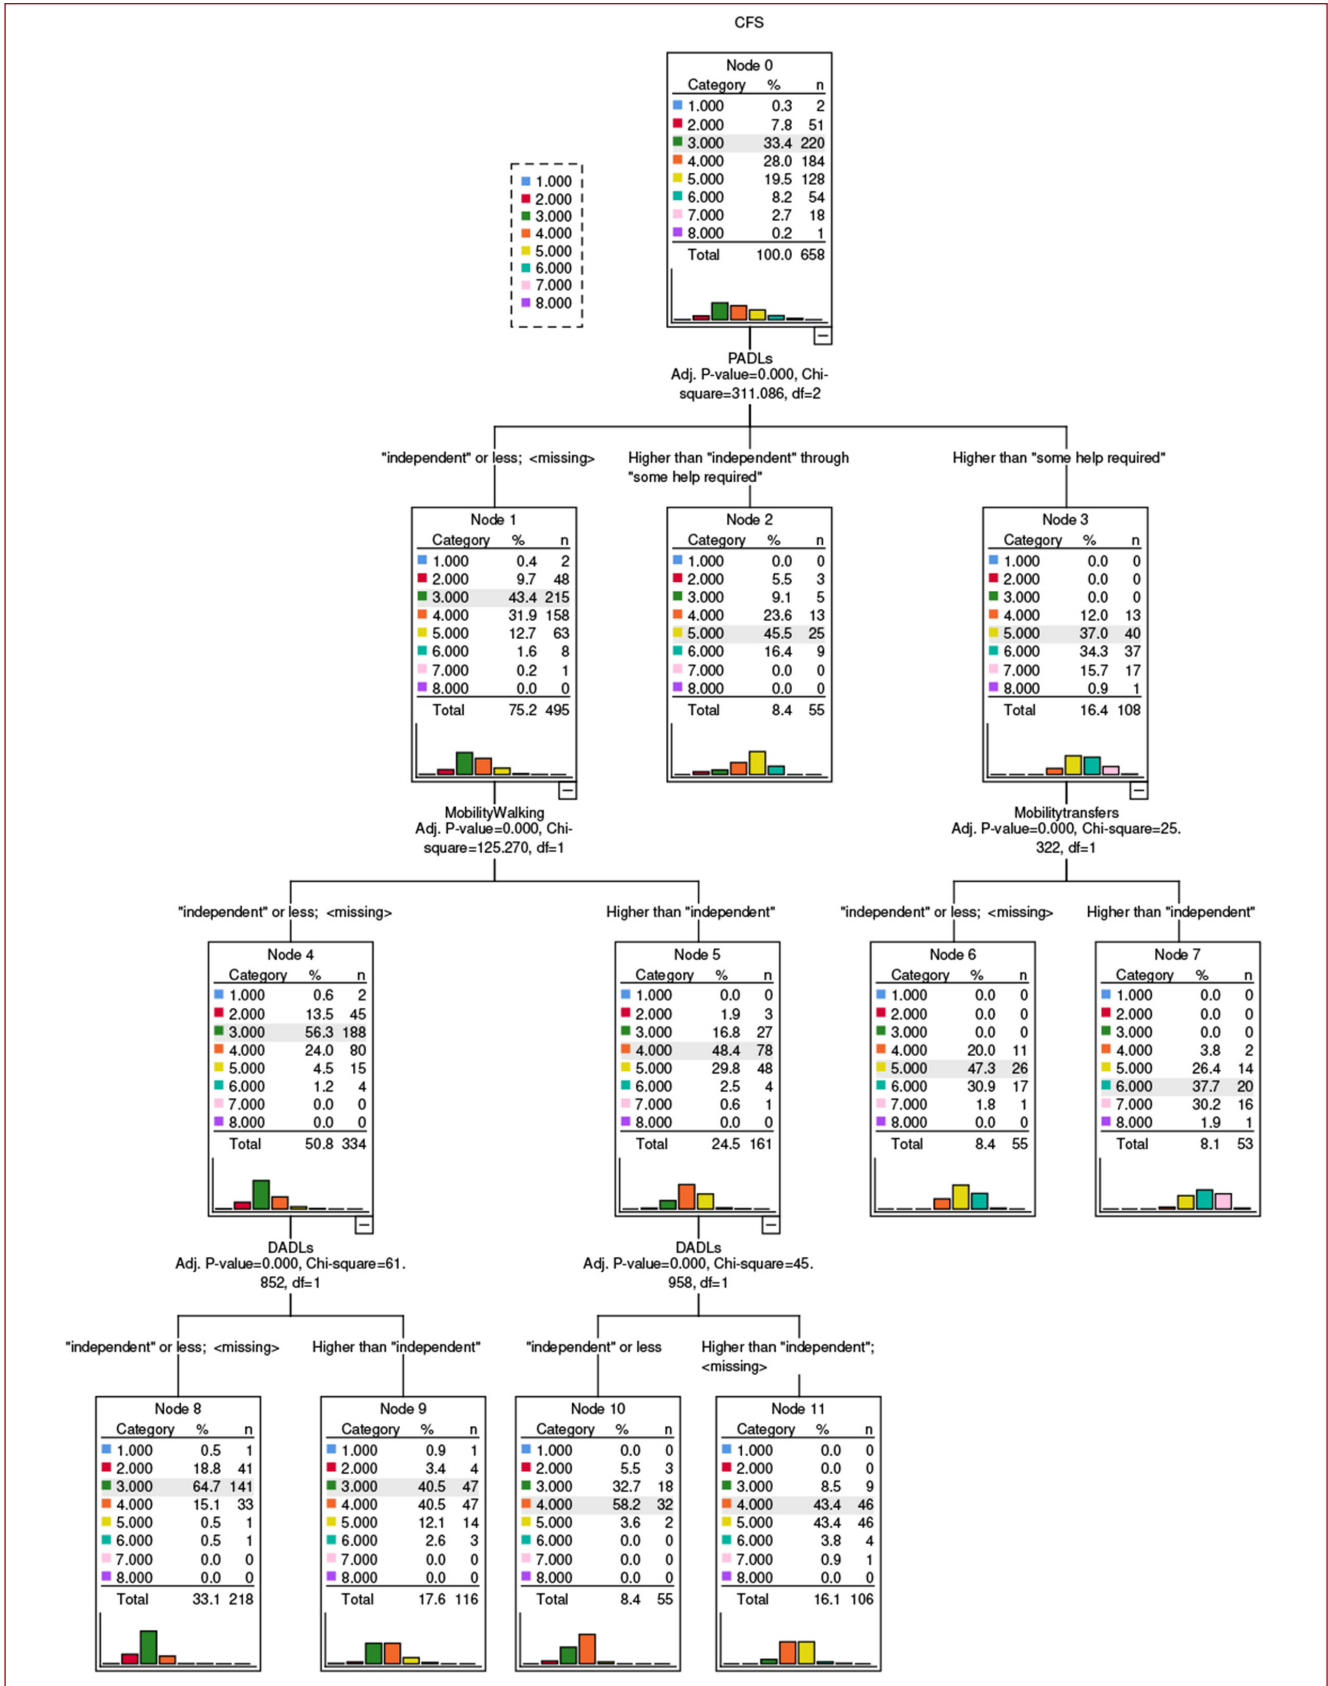 CFS
Node 0
Category % n
1.000 0.3 2
2.000 7.8 51
3.000 33.4 220
4.000 28.0 184
5.000 19.5 128
6.000 8.2 54
7.000 2.7 18
8.000 0.2 1
Total 100.0 658
1.000
2.000
3.000
4.000
5.000
6.000
7.000
8.000
PADLs
Adj. P-value=0.000, Chi-
square=311.086, df=2
"independent" or less; <missing>
Higher than "independent" through
"some help required"
Higher than "some help required"
Node 1
Category % n
1.000 0.4 2
2.000 9.7 48
3.000 43.4 215
4.000 31.9 158
5.000 12.7 63
6.000 1.6 8
7.000 0.2 1
8.000 0.0 0
Total 75.2 495
Node 2
Category % n
1.000 0.0 0
2.000 5.5 3
3.000 9.1 5
4.000 23.6 13
5.000 45.5 25
6.000 16.4 9
7.000 0.0 0
8.000 0.0 0
Total 8.4 55
Node 3
Category % n
1.000 0.0 0
2.000 0.0 0
3.000 0.0 0
4.000 12.0 13
5.000 37.0 40
6.000 34.3 37
7.000 15.7 17
8.000 0.9 1
Total 16.4 108
MobilityWalking
Adj. P-value=0.000, Chi-
square=125.270, df=1
Mobilitytransfers
Adj. P-value=0.000, Chi-square=25.
322, df=1
"independent" or less; <missing>
Higher than "independent"
"independent" or less; <missing>
Higher than "independent"
Node 4
Category % n
1.000 0.6 2
2.000 13.5 45
3.000 56.3 188
4.000 24.0 80
5.000 4.5 15
6.000 1.2 4
7.000 0.0 0
8.000 0.0 0
Total 50.8 334
Node 5
Category % n
1.000 0.0 0
2.000 1.9 3
3.000 16.8 27
4.000 48.4 78
5.000 29.8 48
6.000 2.5 4
7.000 0.6 1
8.000 0.0 0
Total 24.5 161
Node 6
Category % n
1.000 0.0 0
2.000 0.0 0
3.000 0.0 0
4.000 20.0 11
5.000 47.3 26
6.000 30.9 17
7.000 1.8 1
8.000 0.0 0
Total 8.4 55
Node 7
Category % n
1.000 0.0 0
2.000 0.0 0
3.000 0.0 0
4.000 3.8 2
5.000 26.4 14
6.000 37.7 20
7.000 30.2 16
8.000 1.9 1
Total 8.1 53
DADLs
Adj. P-value=0.000, Chi-square=61.
852, df=1
DADLs
Adj. P-value=0.000, Chi-square=45.
958, df=1
"independent" or less; <missing>
Higher than "independent"
"independent" or less
Higher than "independent";
<missing>
Node 8
Category % n
1.000 0.5 1
2.000 18.8 41
3.000 64.7 141
4.000 15.1 33
5.000 0.5 1
6.000 0.5 1
7.000 0.0 0
8.000 0.0 0
Total 33.1 218
Node 9
Category % n
1.000 0.9 1
2.000 3.4 4
3.000 40.5 47
4.000 40.5 47
5.000 12.1 14
6.000 2.6 3
7.000 0.0 0
8.000 0.0 0
Total 17.6 116
Node 10
Category % n
1.000 0.0 0
2.000 5.5 3
3.000 32.7 18
4.000 58.2 32
5.000 3.6 2
6.000 0.0 0
7.000 0.0 0
8.000 0.0 0
Total 8.4 55
Node 11
Category % n
1.000 0.0 0
2.000 0.0 0
3.000 8.5 9
4.000 43.4 46
5.000 43.4 46
6.000 3.8 4
7.000 0.9 1
8.000 0.0 0
Total 16.1 106